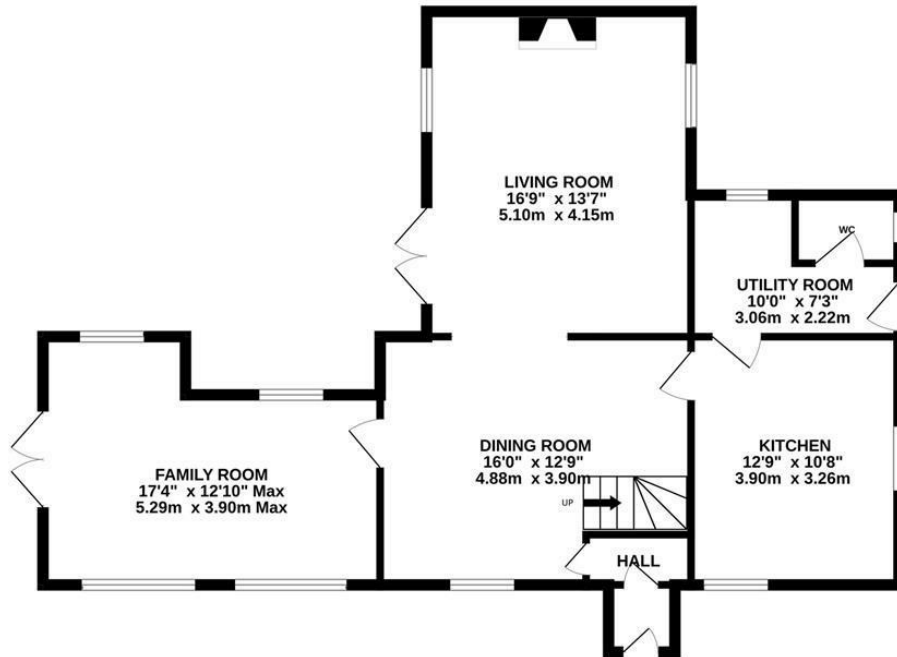 LIVING ROOM
16'9" x 13'7"
5.10m x 4.15m
WC
UTILITY ROOM
10'0" x 7'3"
3.06m x 2.22m
FAMILY ROOM
17'4" x 12'10" Max
5.29m x 3.90m Max
DINING ROOM
16'0" x 12'9"
4.88m x 3.90m
UP
KITCHEN
12'9" x 10'8"
3.90m x 3.26m
HALL